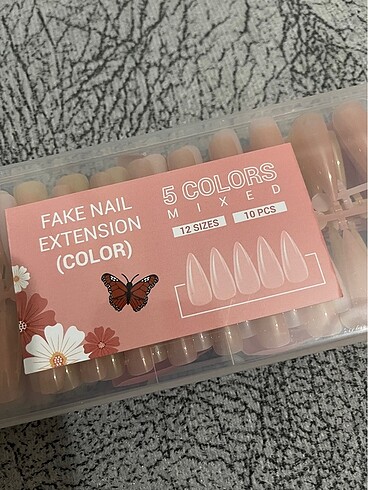 FAKE NAIL
EXTENSION
(COLOR)
5 COLORS
MIXED
12 SIZES
10 PCS